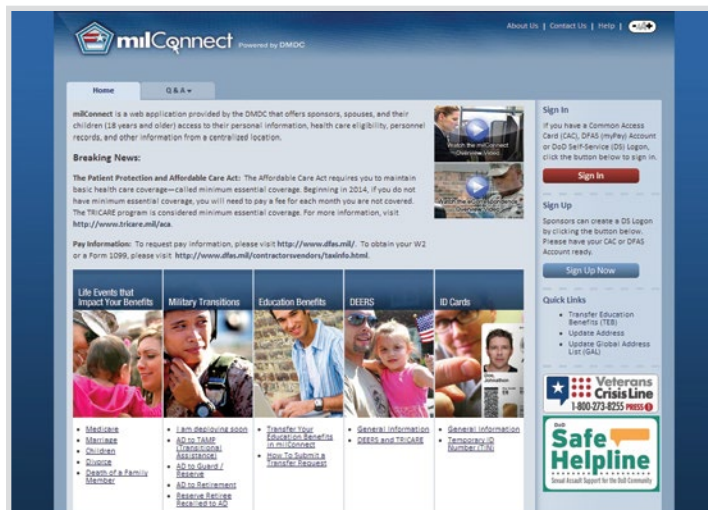 About Us | Contact Us | Help |
milConnect Powered by DMDC
Home
Q & A
milConnect is a web application provided by the DMDC that offers sponsors, spouses, and their
children (18 years and older) access to their personal information, health care eligibility, personnel
records, and other information from a centralized location.
Breaking News:
The Patient Protection and Affordable Care Act: The Affordable Care Act requires you to maintain
basic health care coverage—called minimum essential coverage. Beginning in 2014, if you do not
have minimum essential coverage, you will need to pay a fee for each month you are not covered.
The TRICARE program is considered minimum essential coverage. For more information, visit
http://www.tricare.mil/aca.
Pay Information: To request pay information, please visit http://www.dfas.mil/. To obtain your W2
or a Form 1099, please visit http://www.dfas.mil/contractorsvendors/taxinfo.html.
Watch the milConnect
Overview Video
Watch the eCorrespondence
Sign In
If you have a Common Access
Card (CAC), DFAS (myPay) Account
or DoD Self-Service (DS) Logon,
click the button below to sign in.
Sign In
Sign Up
Sponsors can create a DS Logon
by clicking the button below.
Please have your CAC or DFAS
Account ready.
Sign Up Now
Quick Links
Transfer Education
Benefits (TEB)
Update Address
Update Global Address
List (GAL)
Veterans
Crisis Line
1-800-273-8255 PRESS 1
DoD
Safe
Helpline
Sexual Assault Support for the DoD Community
Life Events that
Impact Your Benefits
Medicare
Marriage
Children
Divorce
Death of a Family
Member
Military Transitions
I am deploying soon
AD to TAMP
(Transitional
Assistance)
AD to Guard /
Reserve
AD to Retirement
Reserve Retiree
Recalled to AD
Education Benefits
Transfer Your
Education Benefits
in milConnect
How To Submit a
Transfer Request
DEERS
General Information
DEERS and TRICARE
ID Cards
General Information
Temporary ID
Number (TIN)